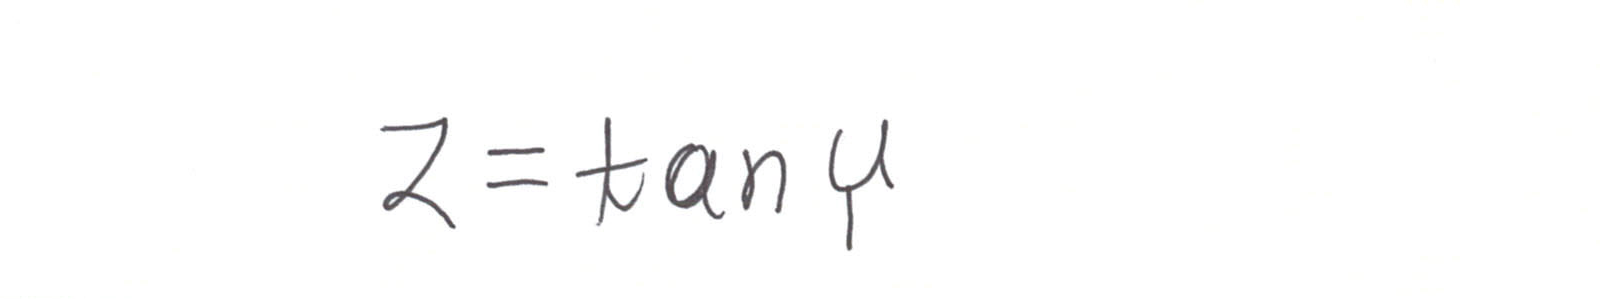 z = tan μ